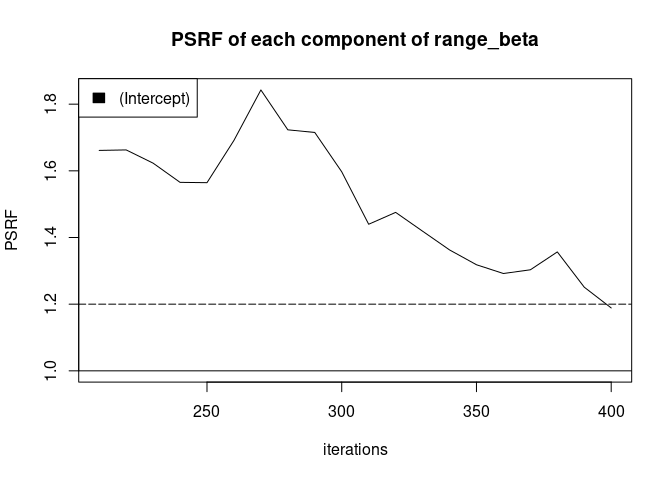 PSRF of each component of range_beta
(Intercept)
PSRF
1.8
1.6
1.4
1.2
1.0
250 300 350 400
iterations